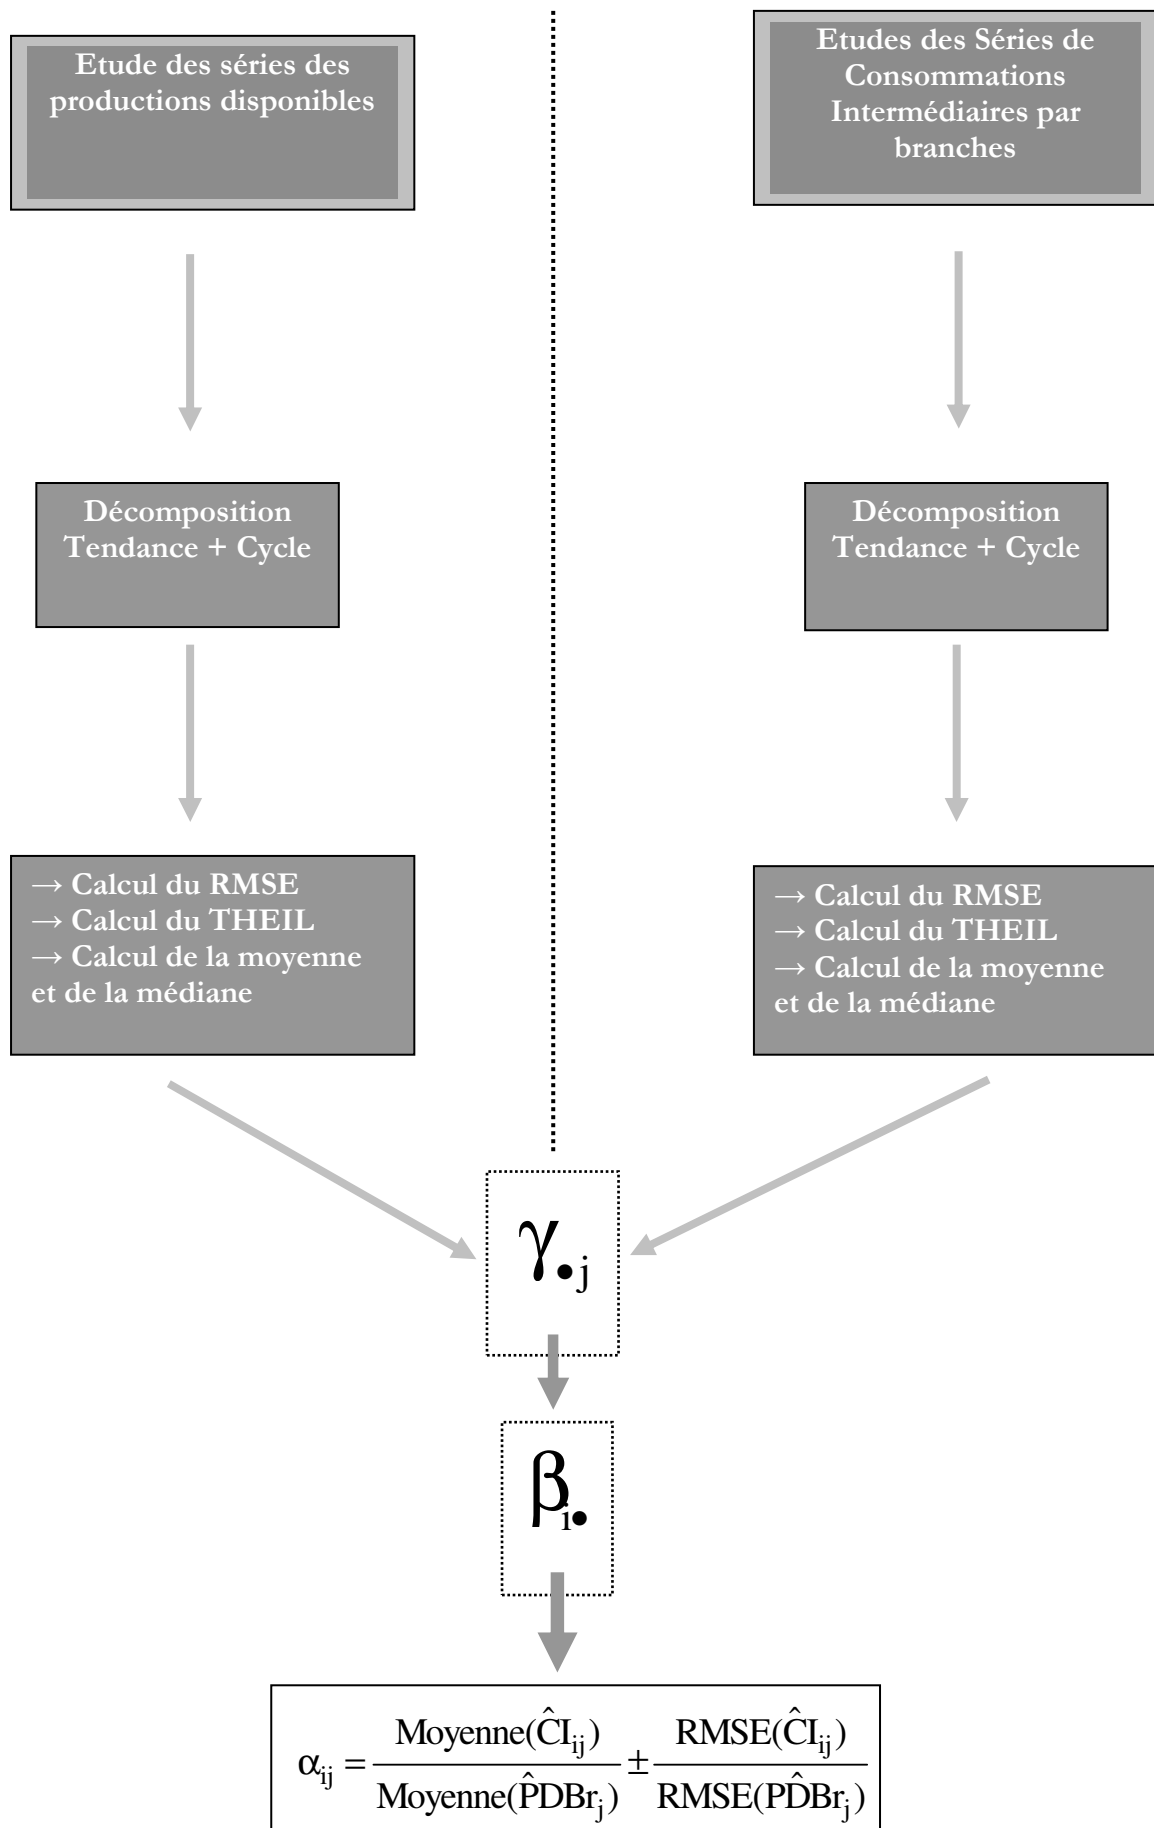 Etude des séries des
productions disponibles
Etudes des Séries de
Consommations
Intermédiaires par
branches
Décomposition
Tendance + Cycle
Décomposition
Tendance + Cycle
→ Calcul du RMSE
→ Calcul du THEIL
→ Calcul de la moyenne
et de la médiane
→ Calcul du RMSE
→ Calcul du THEIL
→ Calcul de la moyenne
et de la médiane
γ•j
βi•
αij = Moyenne(ĈIij) / Moyenne(P̂DBrj) ± RMSE(ĈIij) / RMSE(PD̂Brj)